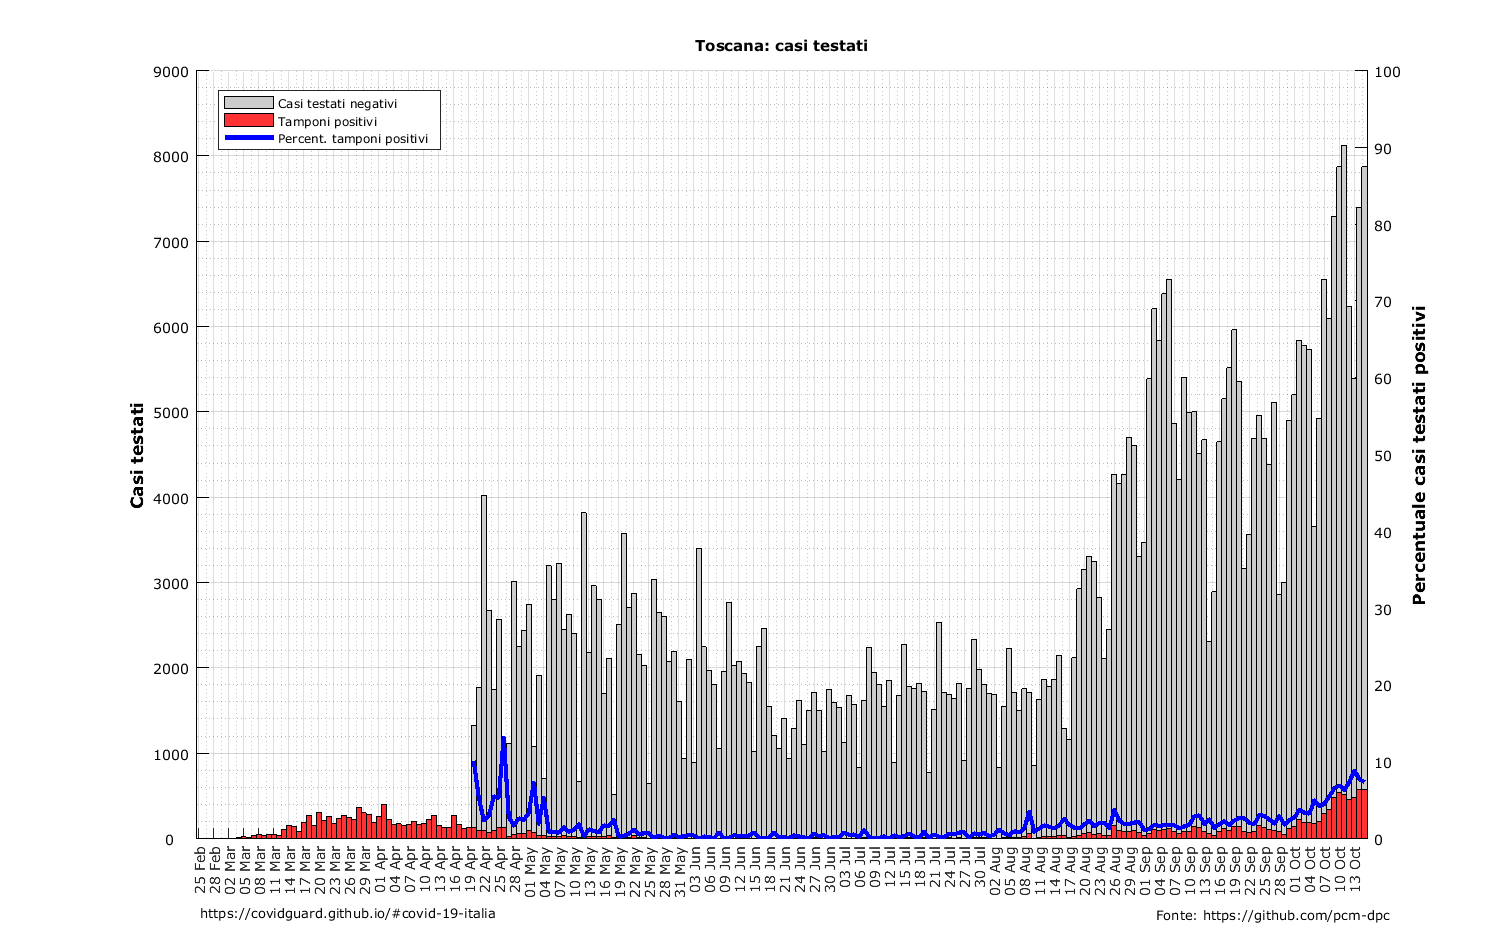 Toscana: casi testati
9000
8000
7000
6000
5000
4000
3000
2000
1000
0
100
90
80
70
60
50
40
30
20
10
0
Casi testati negativi
Tamponi positivi
Percent. tamponi positivi
Casi testati
Percentuale casi testati positivi
25 Feb
28 Feb
02 Mar
05 Mar
08 Mar
11 Mar
14 Mar
17 Mar
20 Mar
23 Mar
26 Mar
29 Mar
01 Apr
04 Apr
07 Apr
10 Apr
13 Apr
16 Apr
19 Apr
22 Apr
25 Apr
28 Apr
01 May
04 May
07 May
10 May
13 May
16 May
19 May
22 May
25 May
28 May
31 May
03 Jun
06 Jun
09 Jun
12 Jun
15 Jun
18 Jun
21 Jun
24 Jun
27 Jun
30 Jun
03 Jul
06 Jul
09 Jul
12 Jul
15 Jul
18 Jul
21 Jul
24 Jul
27 Jul
30 Jul
02 Aug
05 Aug
08 Aug
11 Aug
14 Aug
17 Aug
20 Aug
23 Aug
26 Aug
29 Aug
01 Sep
04 Sep
07 Sep
10 Sep
13 Sep
16 Sep
19 Sep
22 Sep
25 Sep
28 Sep
01 Oct
04 Oct
07 Oct
10 Oct
13 Oct
https://covidguard.github.io/#covid-19-italia
Fonte: https://github.com/pcm-dpc